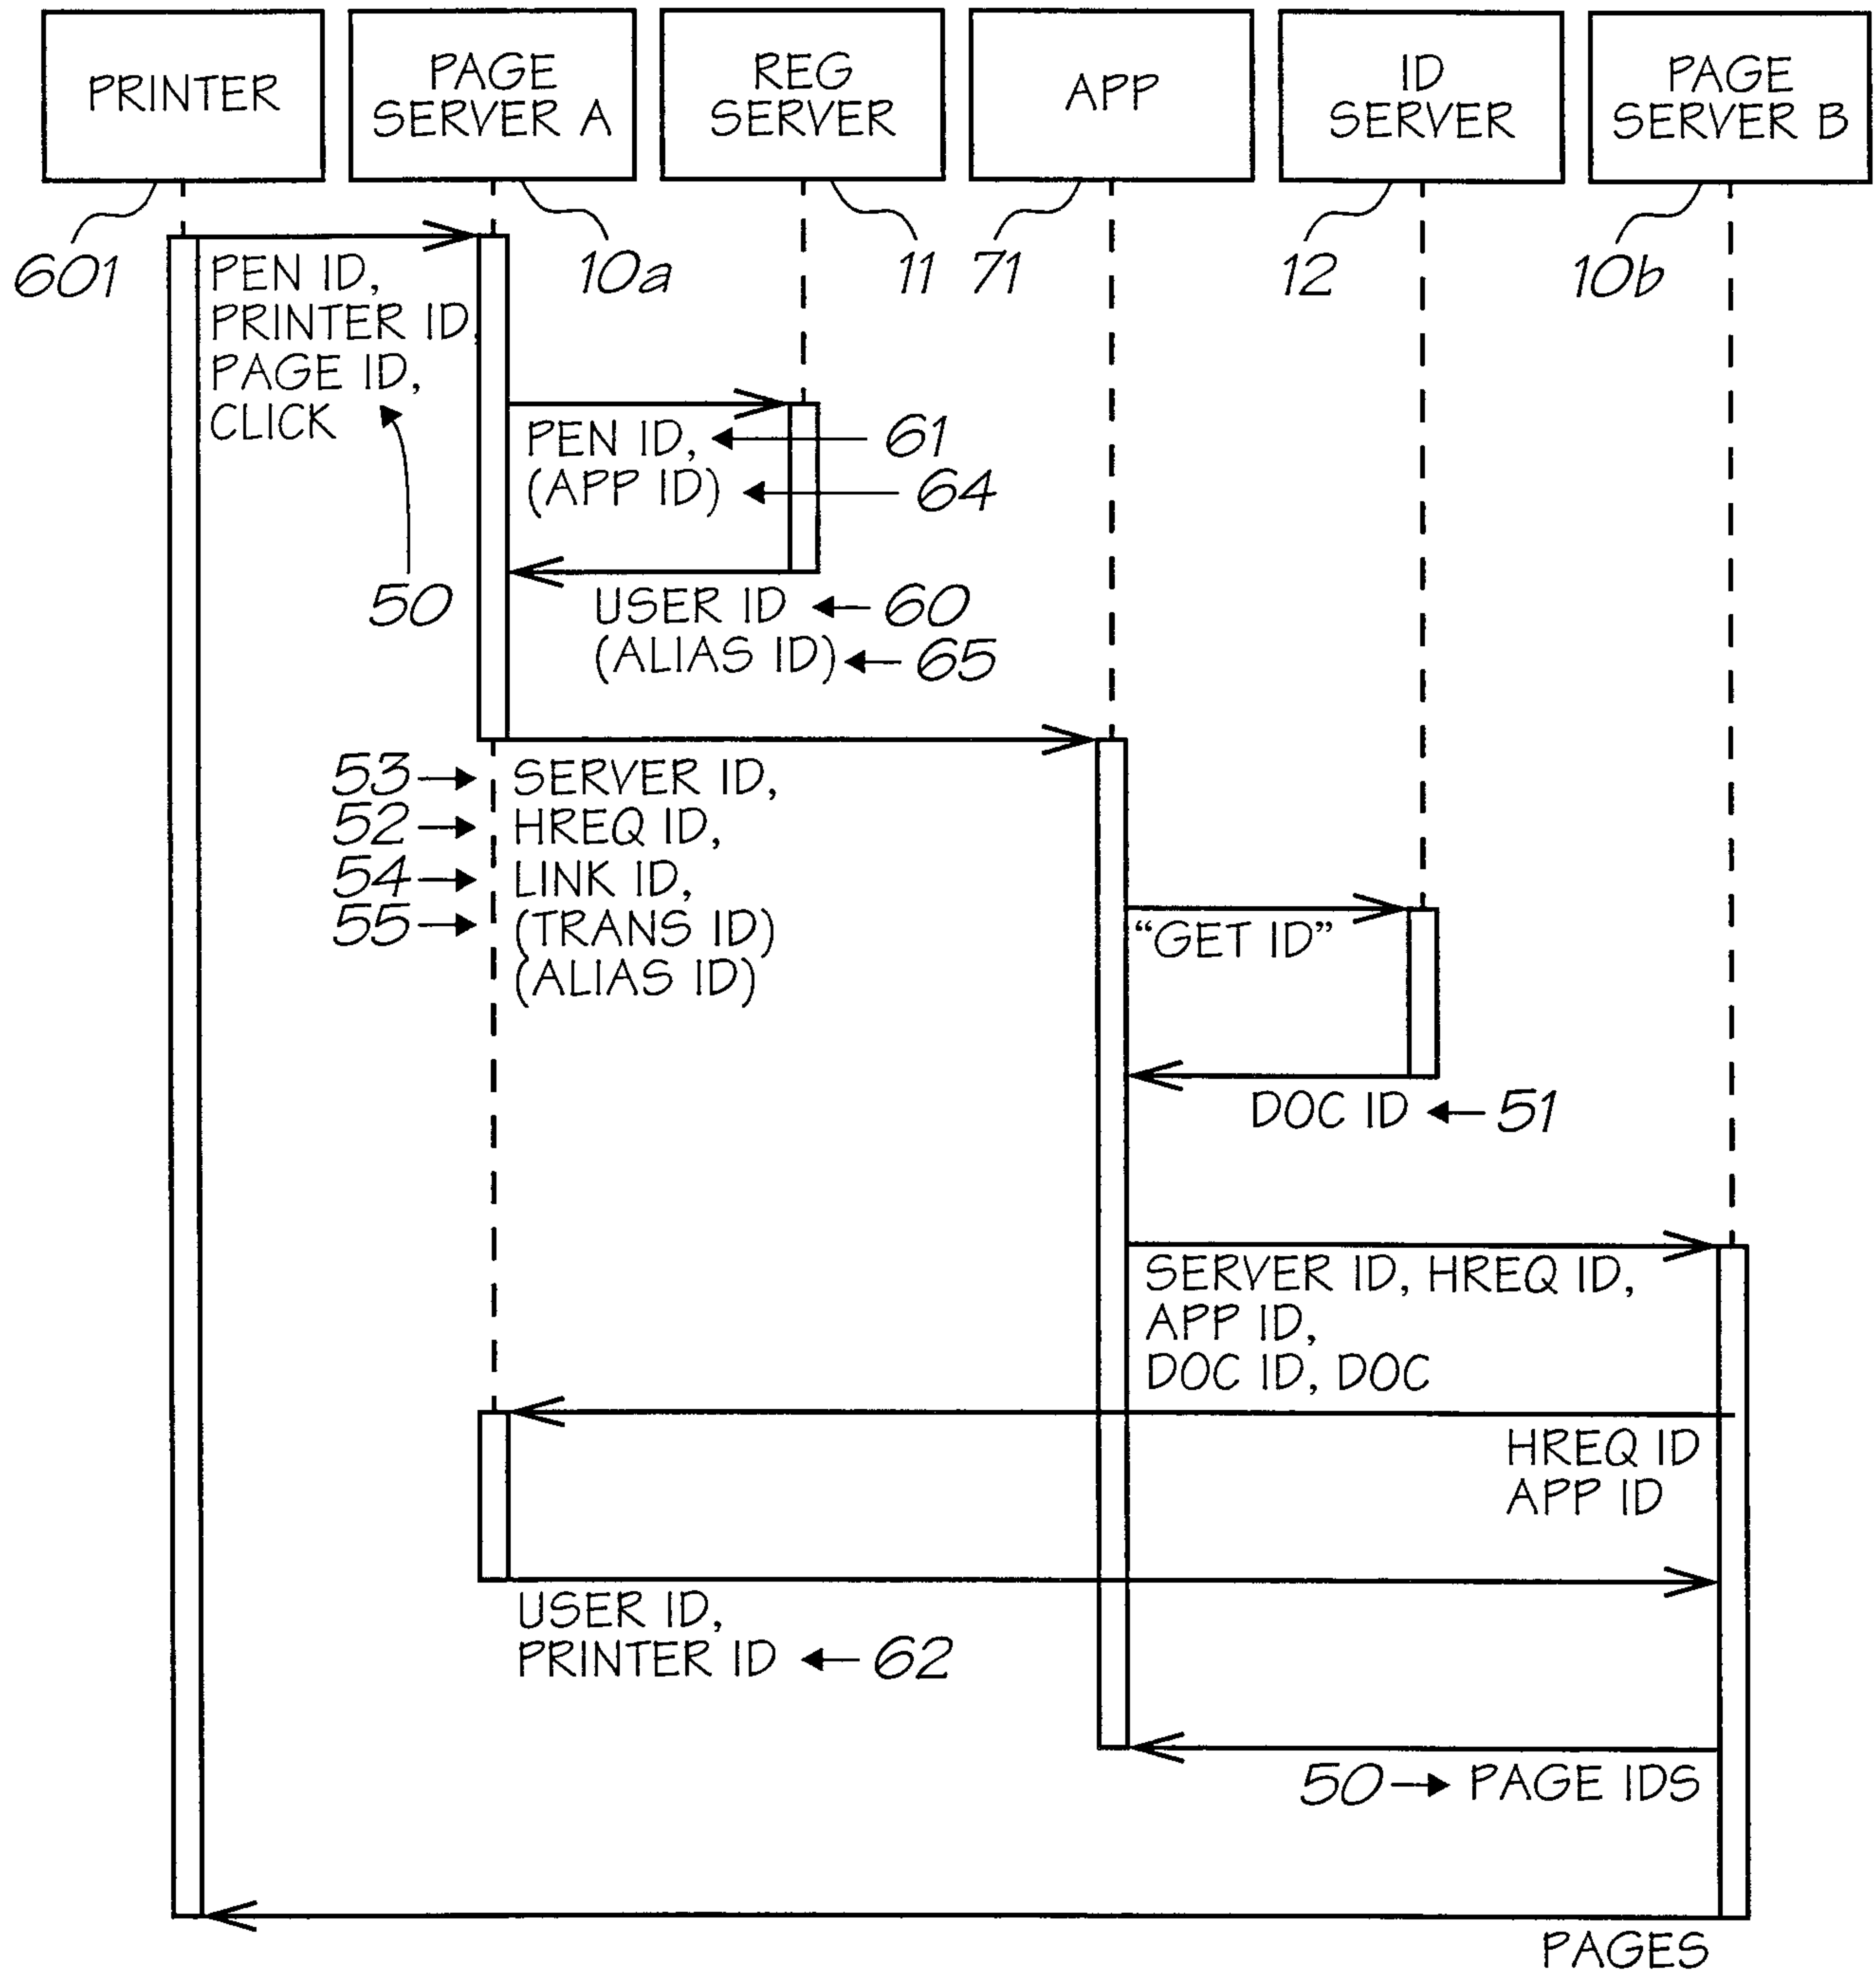 PRINTER
PAGE
SERVER A
REG
SERVER
APP
ID
SERVER
PAGE
SERVER B
601
10a
11
71
12
10b
PEN ID,
PRINTER ID,
PAGE ID,
CLICK
50
PEN ID, 61
(APP ID) 64
USER ID 60
(ALIAS ID) 65
53 SERVER ID,
52 HREQ ID,
54 LINK ID,
55 (TRANS ID)
(ALIAS ID)
“GET ID”
DOC ID 51
SERVER ID, HREQ ID,
APP ID,
DOC ID, DOC
HREQ ID
APP ID
USER ID,
PRINTER ID 62
50 PAGE IDS
PAGES